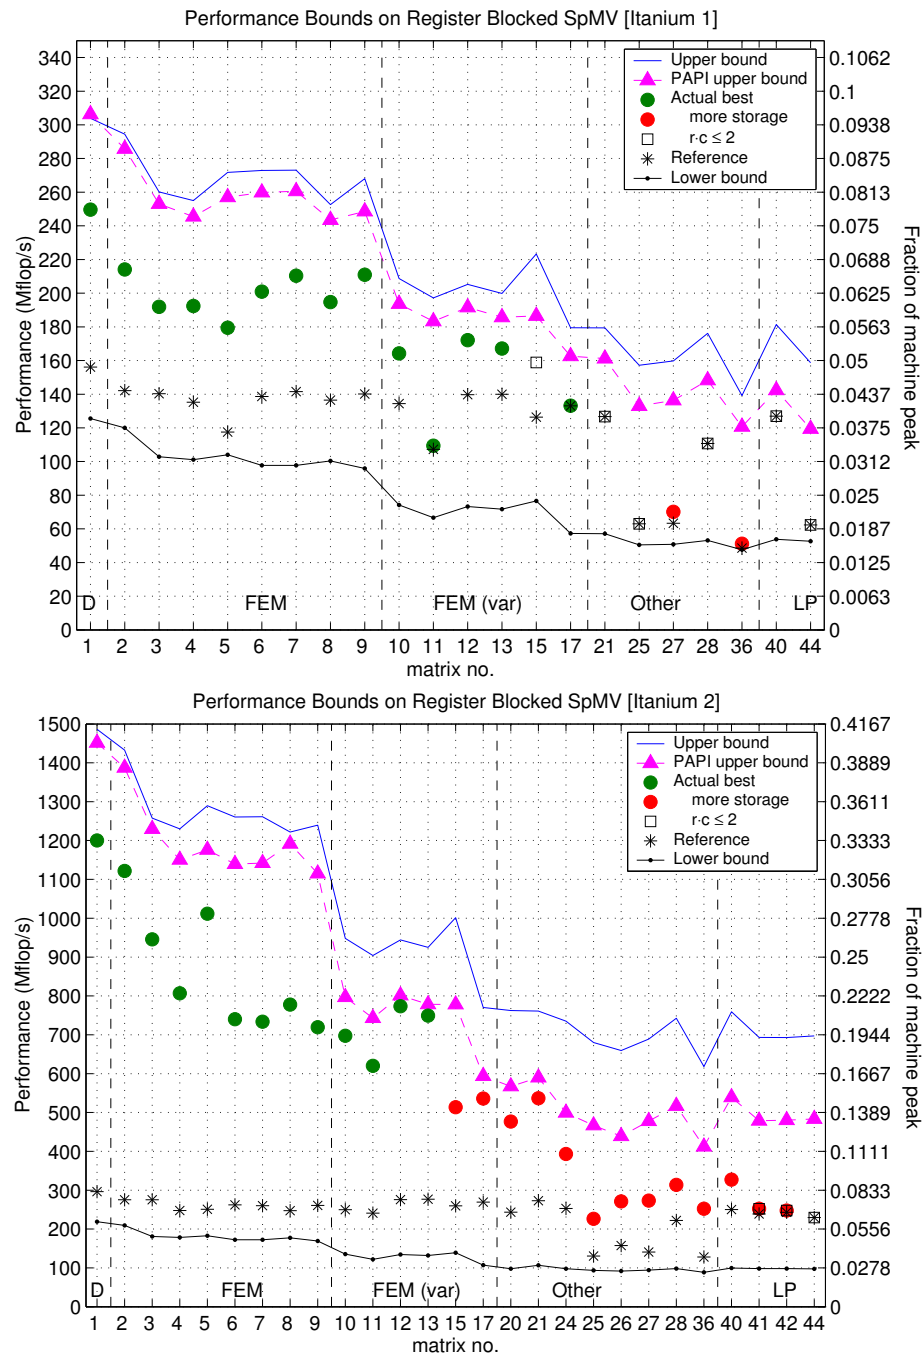 Performance Bounds on Register Blocked SpMV [Itanium 1]
Upper bound
PAPI upper bound
Actual best
more storage
r·c ≤ 2
Reference
Lower bound
340
320
300
280
260
240
220
200
180
160
140
120
100
80
60
40
20
0
Performance (Mflop/s)
0.1062
0.1
0.0938
0.0875
0.0813
0.075
0.0688
0.0625
0.0563
0.05
0.0437
0.0375
0.0312
0.025
0.0187
0.0125
0.0063
0
Fraction of machine peak
D FEM FEM (var) Other LP
1 2 3 4 5 6 7 8 9 10 11 12 13 15 17 21 25 27 28 36 40 44
matrix no.
Performance Bounds on Register Blocked SpMV [Itanium 2]
Upper bound
PAPI upper bound
Actual best
more storage
r·c ≤ 2
Reference
Lower bound
1500
1400
1300
1200
1100
1000
900
800
700
600
500
400
300
200
100
0
Performance (Mflop/s)
0.4167
0.3889
0.3611
0.3333
0.3056
0.2778
0.25
0.2222
0.1944
0.1667
0.1389
0.1111
0.0833
0.0556
0.0278
0
Fraction of machine peak
D FEM FEM (var) Other LP
1 2 3 4 5 6 7 8 9 10 11 12 13 15 17 20 21 24 25 26 27 28 36 40 41 42 44
matrix no.